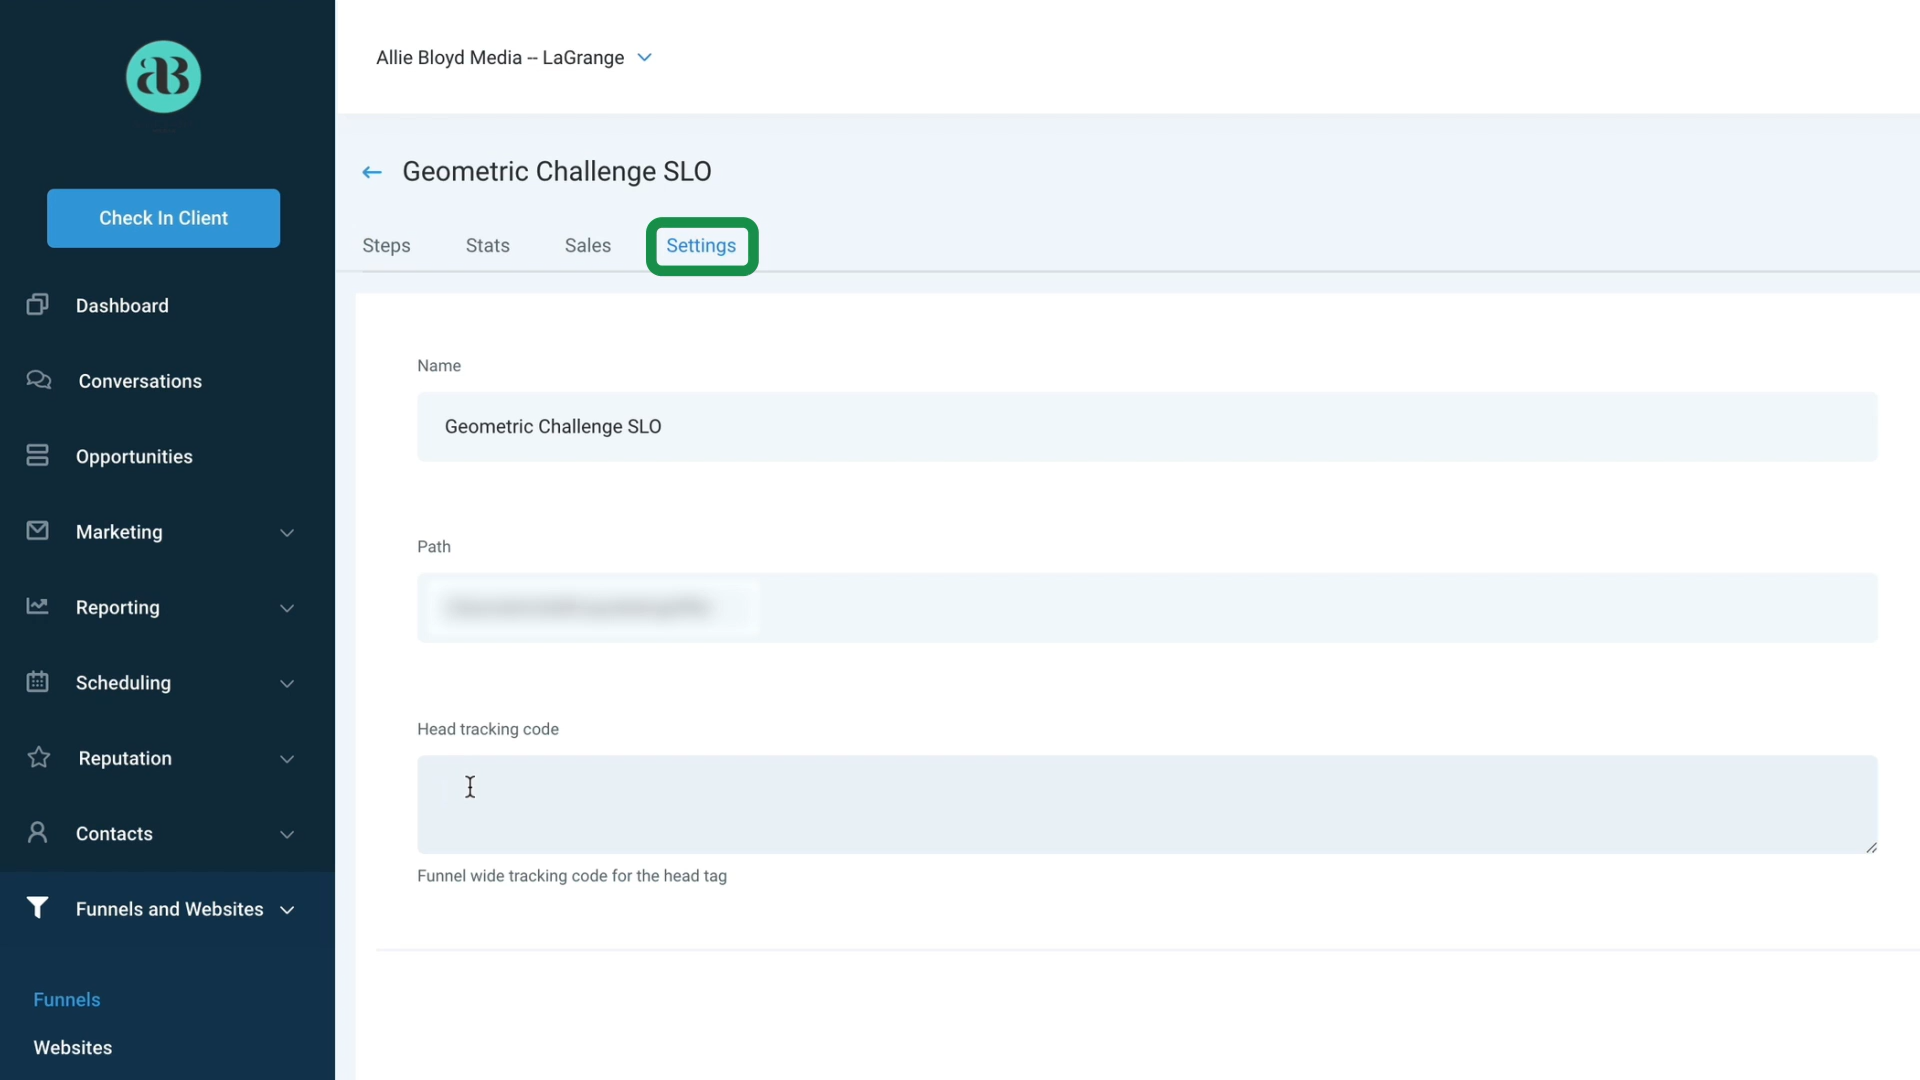 aB
Allie Bloyd Media -- LaGrange
Geometric Challenge SLO
Check In Client
Steps
Stats
Sales
Settings
Dashboard
Conversations
Opportunities
Marketing
Reporting
Scheduling
Reputation
Contacts
Funnels and Websites
Funnels
Websites
Name
Geometric Challenge SLO
Path
Head tracking code
Funnel wide tracking code for the head tag